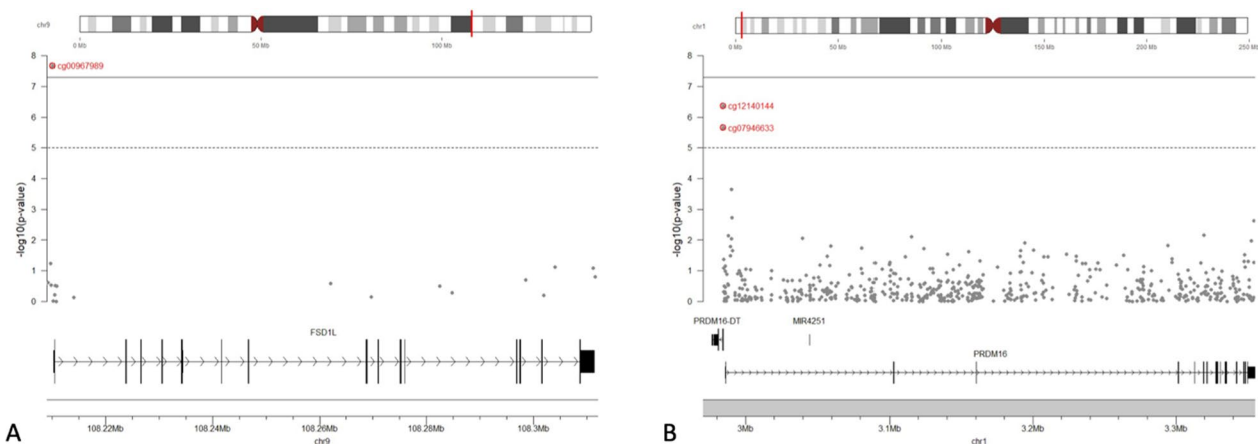 chr9
0 Mb 50 Mb 100 Mb
8
7
6
5
4
3
2
1
0
-log10(p-value)
cg00967989
FSD1L
108.22Mb 108.24Mb 108.26Mb 108.28Mb 108.3Mb
chr9
A
chr1
0 Mb 50 Mb 100 Mb 150 Mb 200 Mb 250 Mb
8
7
6
5
4
3
2
1
0
-log10(p-value)
cg12140144
cg07946633
PRDM16-DT MIR4251
PRDM16
3Mb 3.1Mb 3.2Mb 3.3Mb
chr1
B